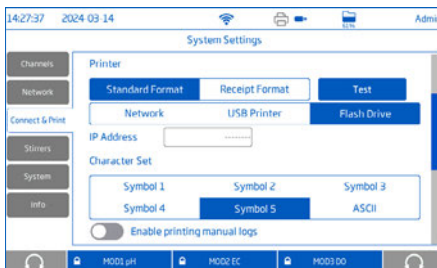 14:27:37 2024-03-14 Admi
System Settings
Channels
Network
Connect & Print
Stirrers
System
Info
Printer
Standard Format Receipt Format Test
Network USB Printer Flash Drive
IP Address
Character Set
Symbol 1 Symbol 2 Symbol 3
Symbol 4 Symbol 5 ASCII
Enable printing manual logs
MOD1 pH MOD2 EC MOD3 DO